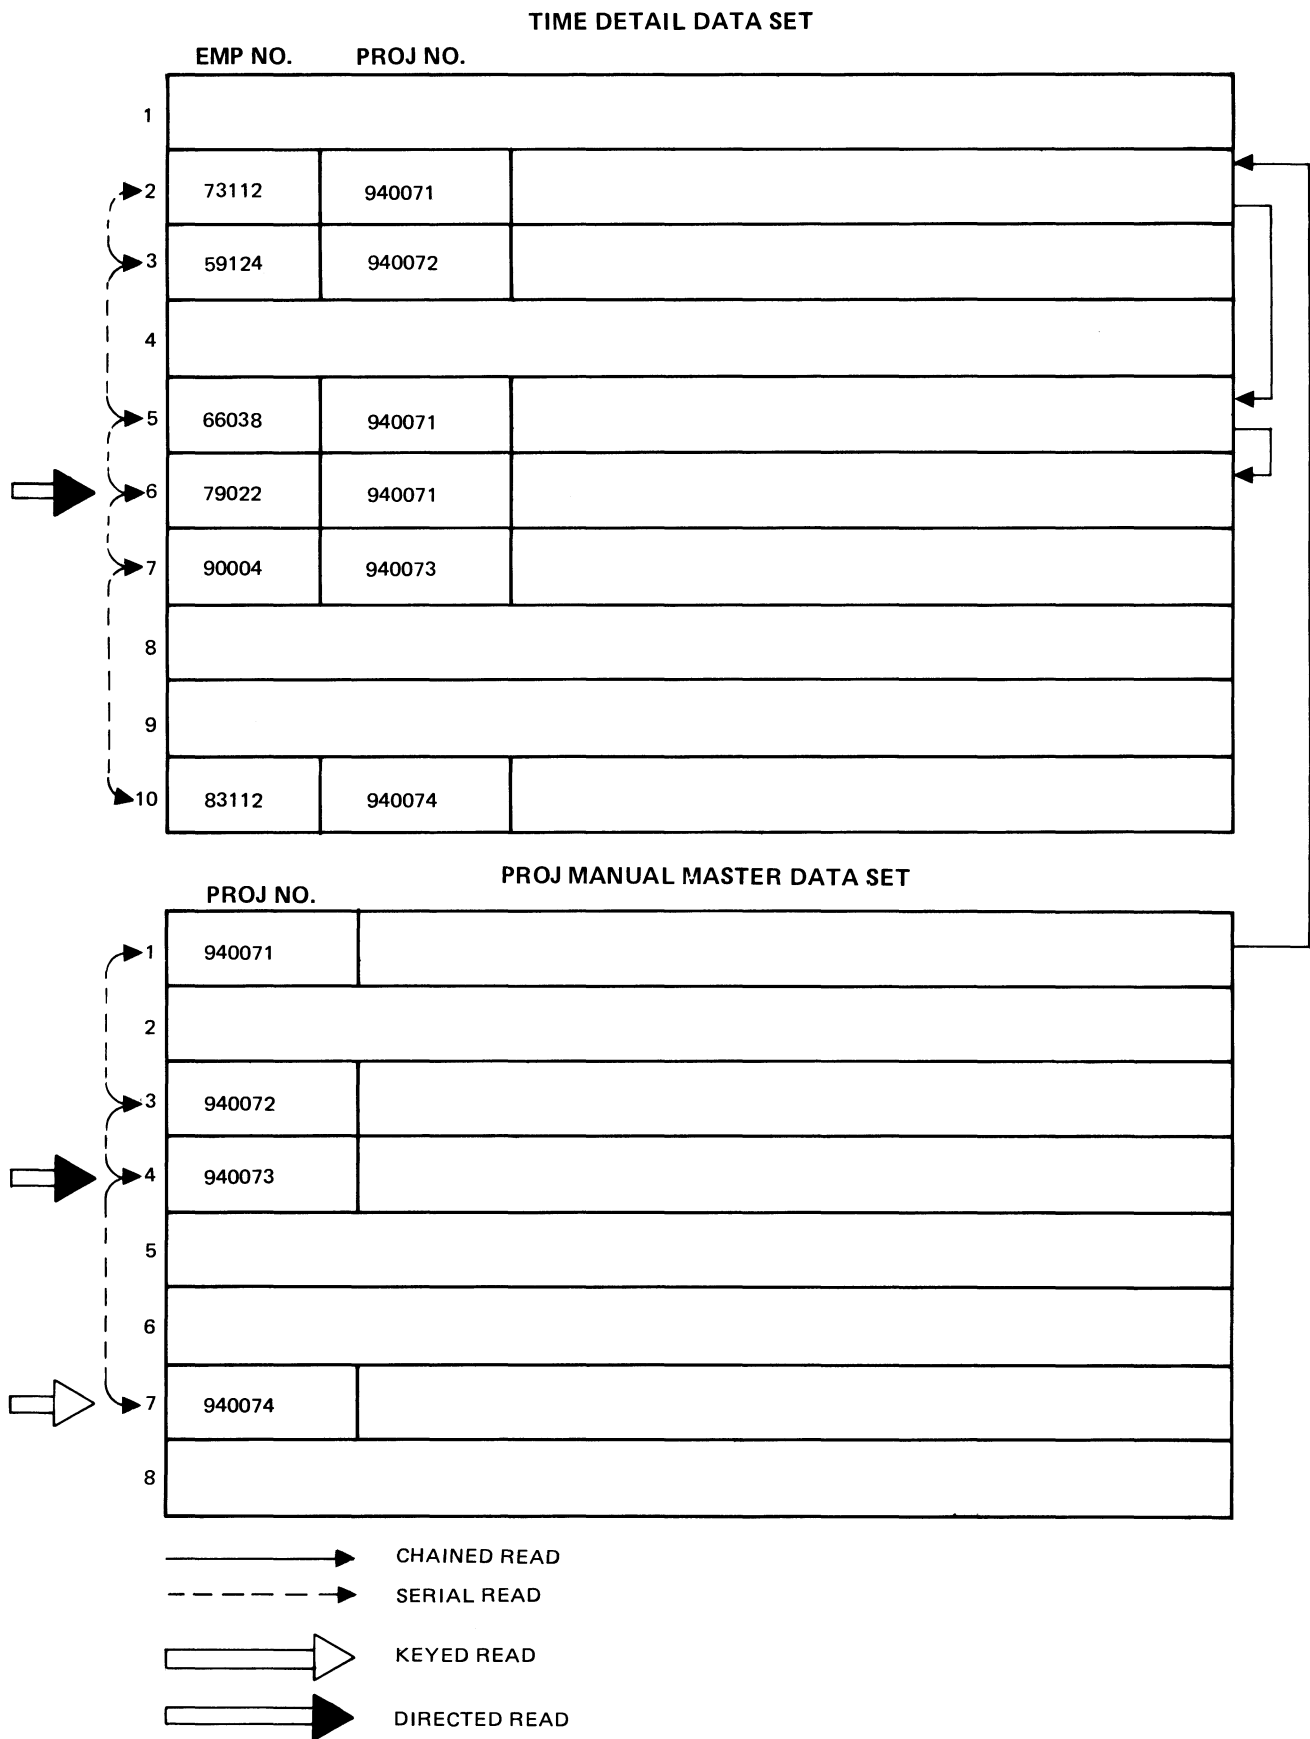 TIME DETAIL DATA SET
EMP NO. PROJ NO.
1
2 73112 940071
3 59124 940072
4
5 66038 940071
6 79022 940071
7 90004 940073
8
9
10 83112 940074
PROJ MANUAL MASTER DATA SET
PROJ NO.
1 940071
2
3 940072
4 940073
5
6
7 940074
8
CHAINED READ
SERIAL READ
KEYED READ
DIRECTED READ